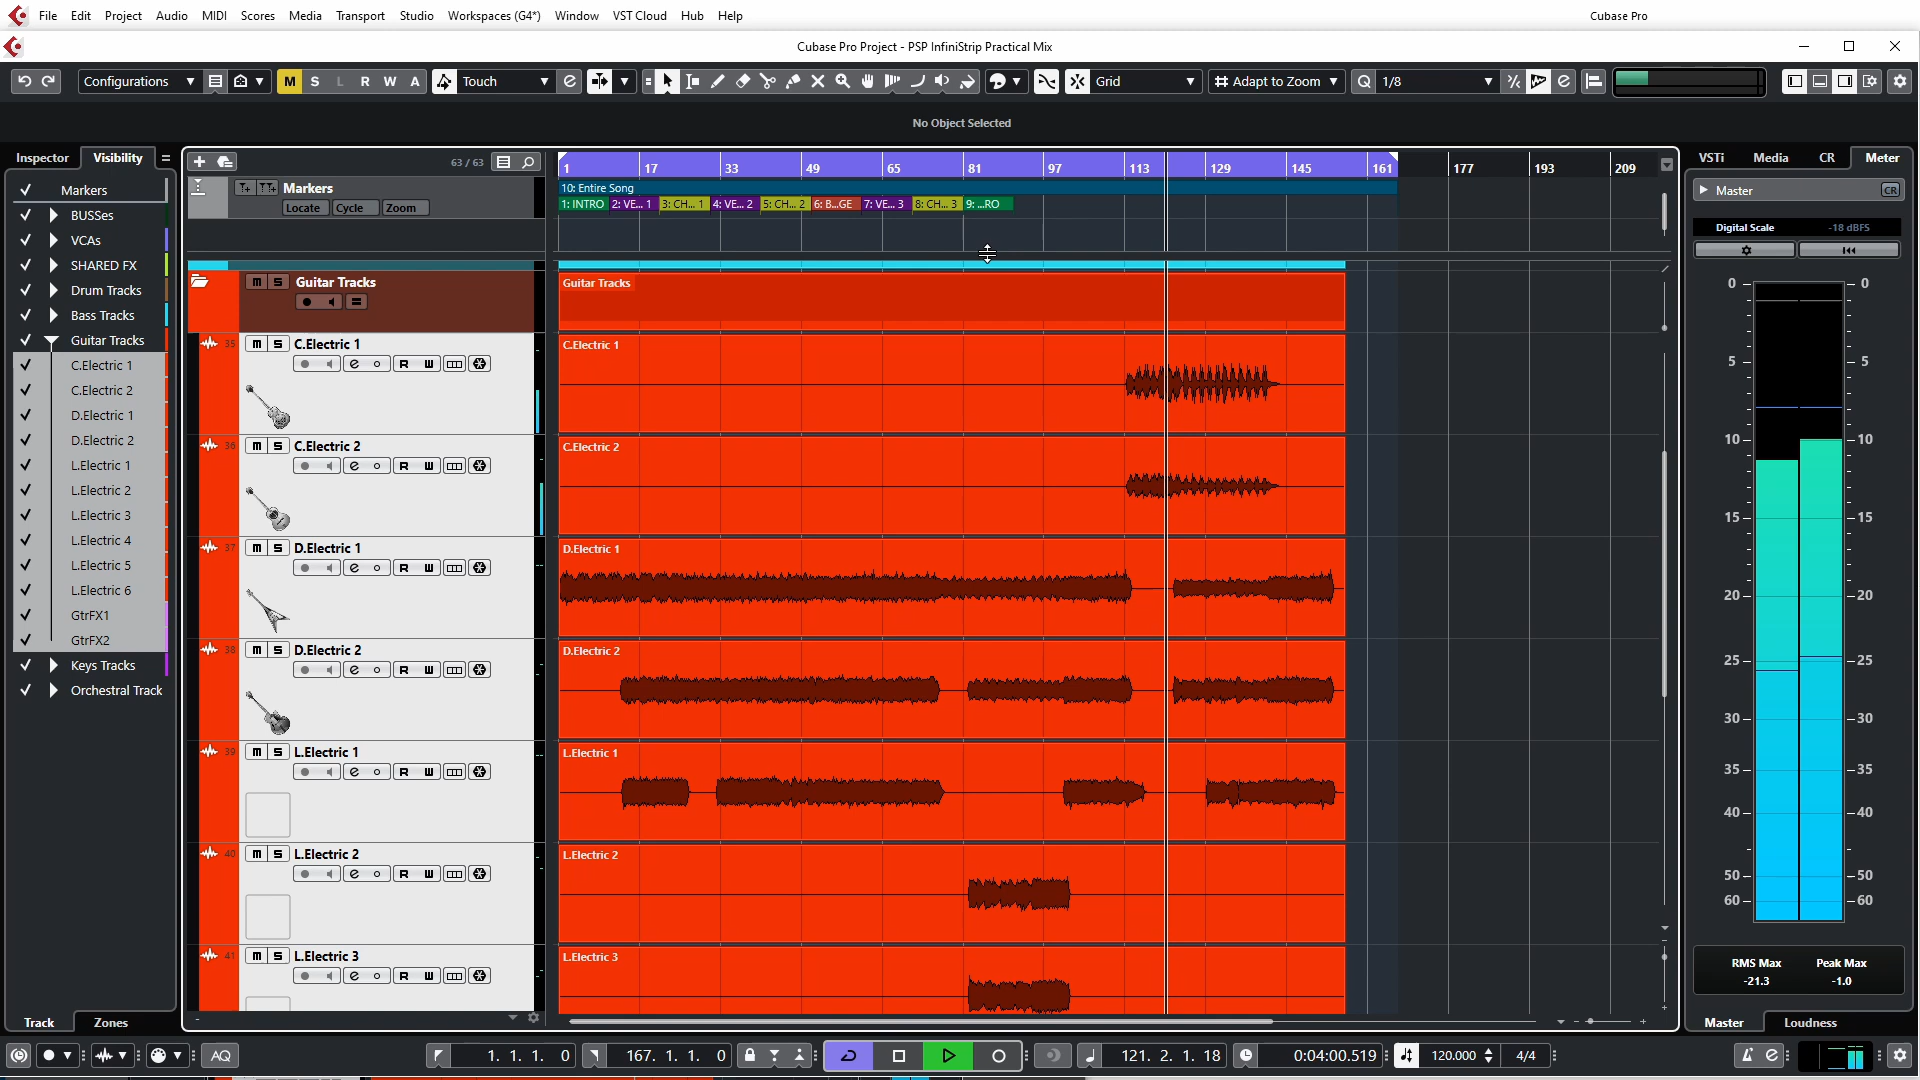 File Edit Project Audio MIDI Scores Media Transport Studio Workspaces (G4*) Window VST Cloud Hub Help Cubase Pro
Cubase Pro Project - PSP InfiniStrip Practical Mix
Configurations M S L R W A Touch Grid Adapt to Zoom Q 1/8
No Object Selected
Inspector Visibility 63 / 63 1 17 33 49 65 81 97 113 129 145 161 177 193 209 VSTi Media CR Meter
Markers Markers 10: Entire Song Master CR
Locate Cycle Zoom 1: INTRO 2: VE... 1 3: CH... 1 4: VE... 2 5: CH... 2 6: B...GE 7: VE... 3 8: CH... 3 9: ...RO
BUSSes
VCAs
SHARED FX
Drum Tracks
Bass Tracks
Guitar Tracks
C.Electric 1
C.Electric 2
D.Electric 1
D.Electric 2
L.Electric 1
L.Electric 2
L.Electric 3
L.Electric 4
L.Electric 5
L.Electric 6
GtrFX1
GtrFX2
Keys Tracks
Orchestral Track
m S Guitar Tracks Guitar Tracks
35 m S C.Electric 1 C.Electric 1
e R W
36 m S C.Electric 2 C.Electric 2
e R W
37 m S D.Electric 1 D.Electric 1
e R W
38 m S D.Electric 2 D.Electric 2
e R W
39 m S L.Electric 1 L.Electric 1
e R W
40 m S L.Electric 2 L.Electric 2
e R W
41 m S L.Electric 3 L.Electric 3
e R W
Digital Scale -18 dBFS
0 0
5 5
10 10
15 15
20 20
25 25
30 30
35 35
40 40
50 50
60 60
RMS Max Peak Max
-21.3 -1.0
Track Zones Master Loudness
AQ 1. 1. 1. 0 167. 1. 1. 0 121. 2. 1. 18 0:04:00.519 120.000 4/4